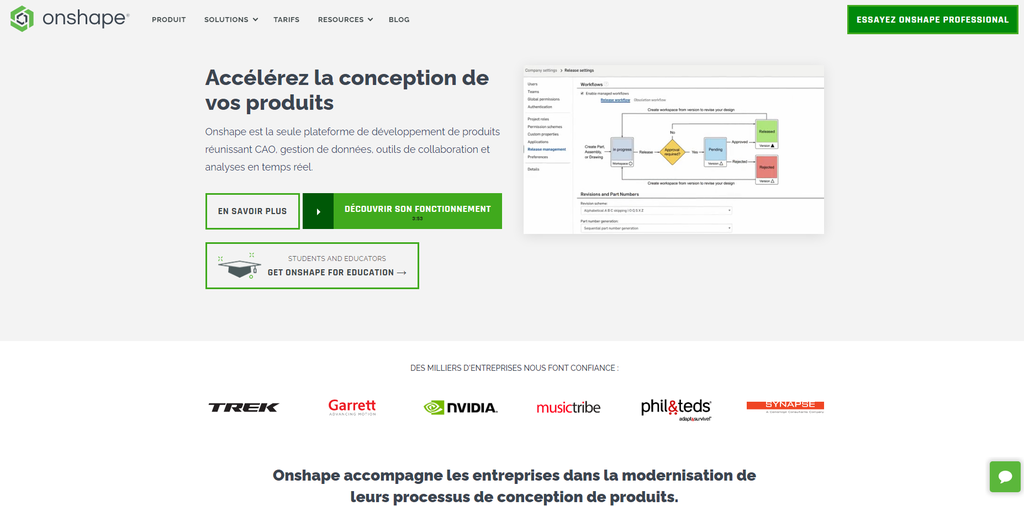 onshape®
PRODUIT
SOLUTIONS
TARIFS
RESOURCES
BLOG
ESSAYEZ ONSHAPE PROFESSIONAL
Accélérez la conception de
vos produits
Onshape est la seule plateforme de développement de produits
réunissant CAO, gestion de données, outils de collaboration et
analyses en temps réel.
EN SAVOIR PLUS
DÉCOUVRIR SON FONCTIONNEMENT
STUDENTS AND EDUCATORS
GET ONSHAPE FOR EDUCATION →
Company settings > Release settings
Users
Teams
Global permissions
Authentication
Project roles
Permission schemes
Custom properties
Applications
Release management
Preferences
Details
Workflows
Enable managed workflows
Release workflow
Obsoletion workflow
Create workspace from version to revise your design
Create Part,
Assembly,
or Drawing
In progress
Workspace
Release
No
Approval
required?
Yes
Pending
Version
Approved
Rejected
Released
Version
Rejected
Version
Create workspace from version to revise your design
Revisions and Part Numbers
Revision scheme:
Part number generation:
Sequential part number generation
DES MILLIERS D'ENTREPRISES NOUS FONT CONFIANCE :
TREK
Garrett
ADVANCING MOTION
NVIDIA.
musictribe
phil&teds®
adapt&survive!
SYNAPSE
Onshape accompagne les entreprises dans la modernisation de
leurs processus de conception de produits.